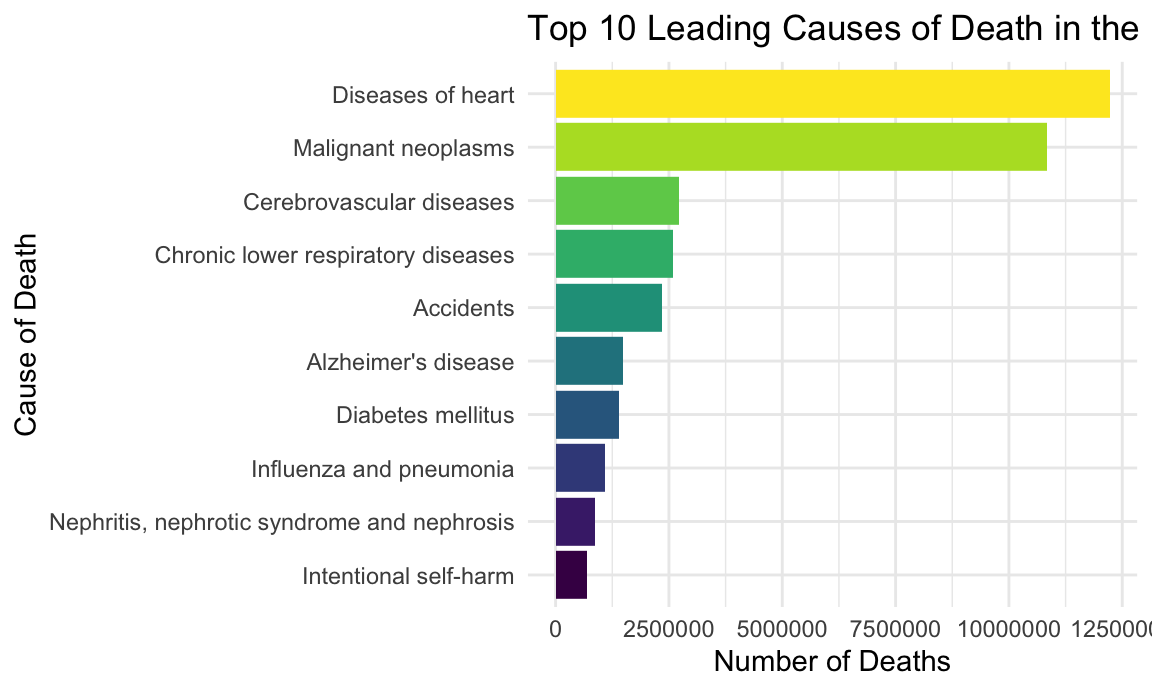 Top 10 Leading Causes of Death in the
Diseases of heart
Malignant neoplasms
Cerebrovascular diseases
Chronic lower respiratory diseases
Accidents
Alzheimer's disease
Diabetes mellitus
Influenza and pneumonia
Nephritis, nephrotic syndrome and nephrosis
Intentional self-harm
Cause of Death
0 2500000 5000000 7500000 10000000
Number of Deaths